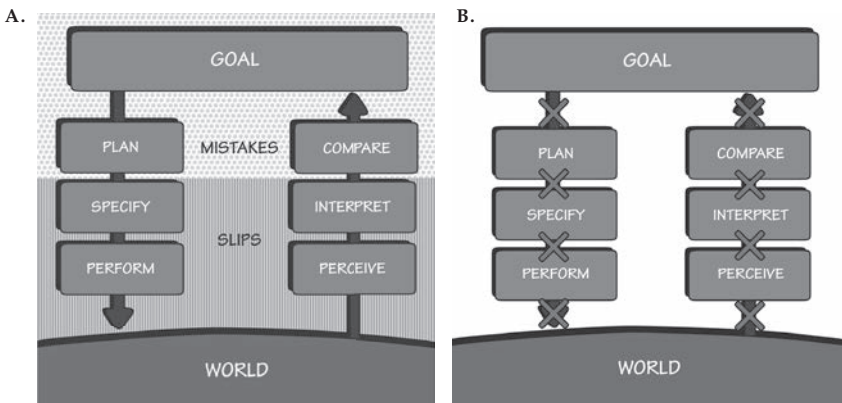 A.
GOAL
PLAN
MISTAKES
COMPARE
SPECIFY
SLIPS
INTERPRET
PERFORM
PERCEIVE
WORLD
B.
GOAL
PLAN
COMPARE
SPECIFY
INTERPRET
PERFORM
PERCEIVE
WORLD